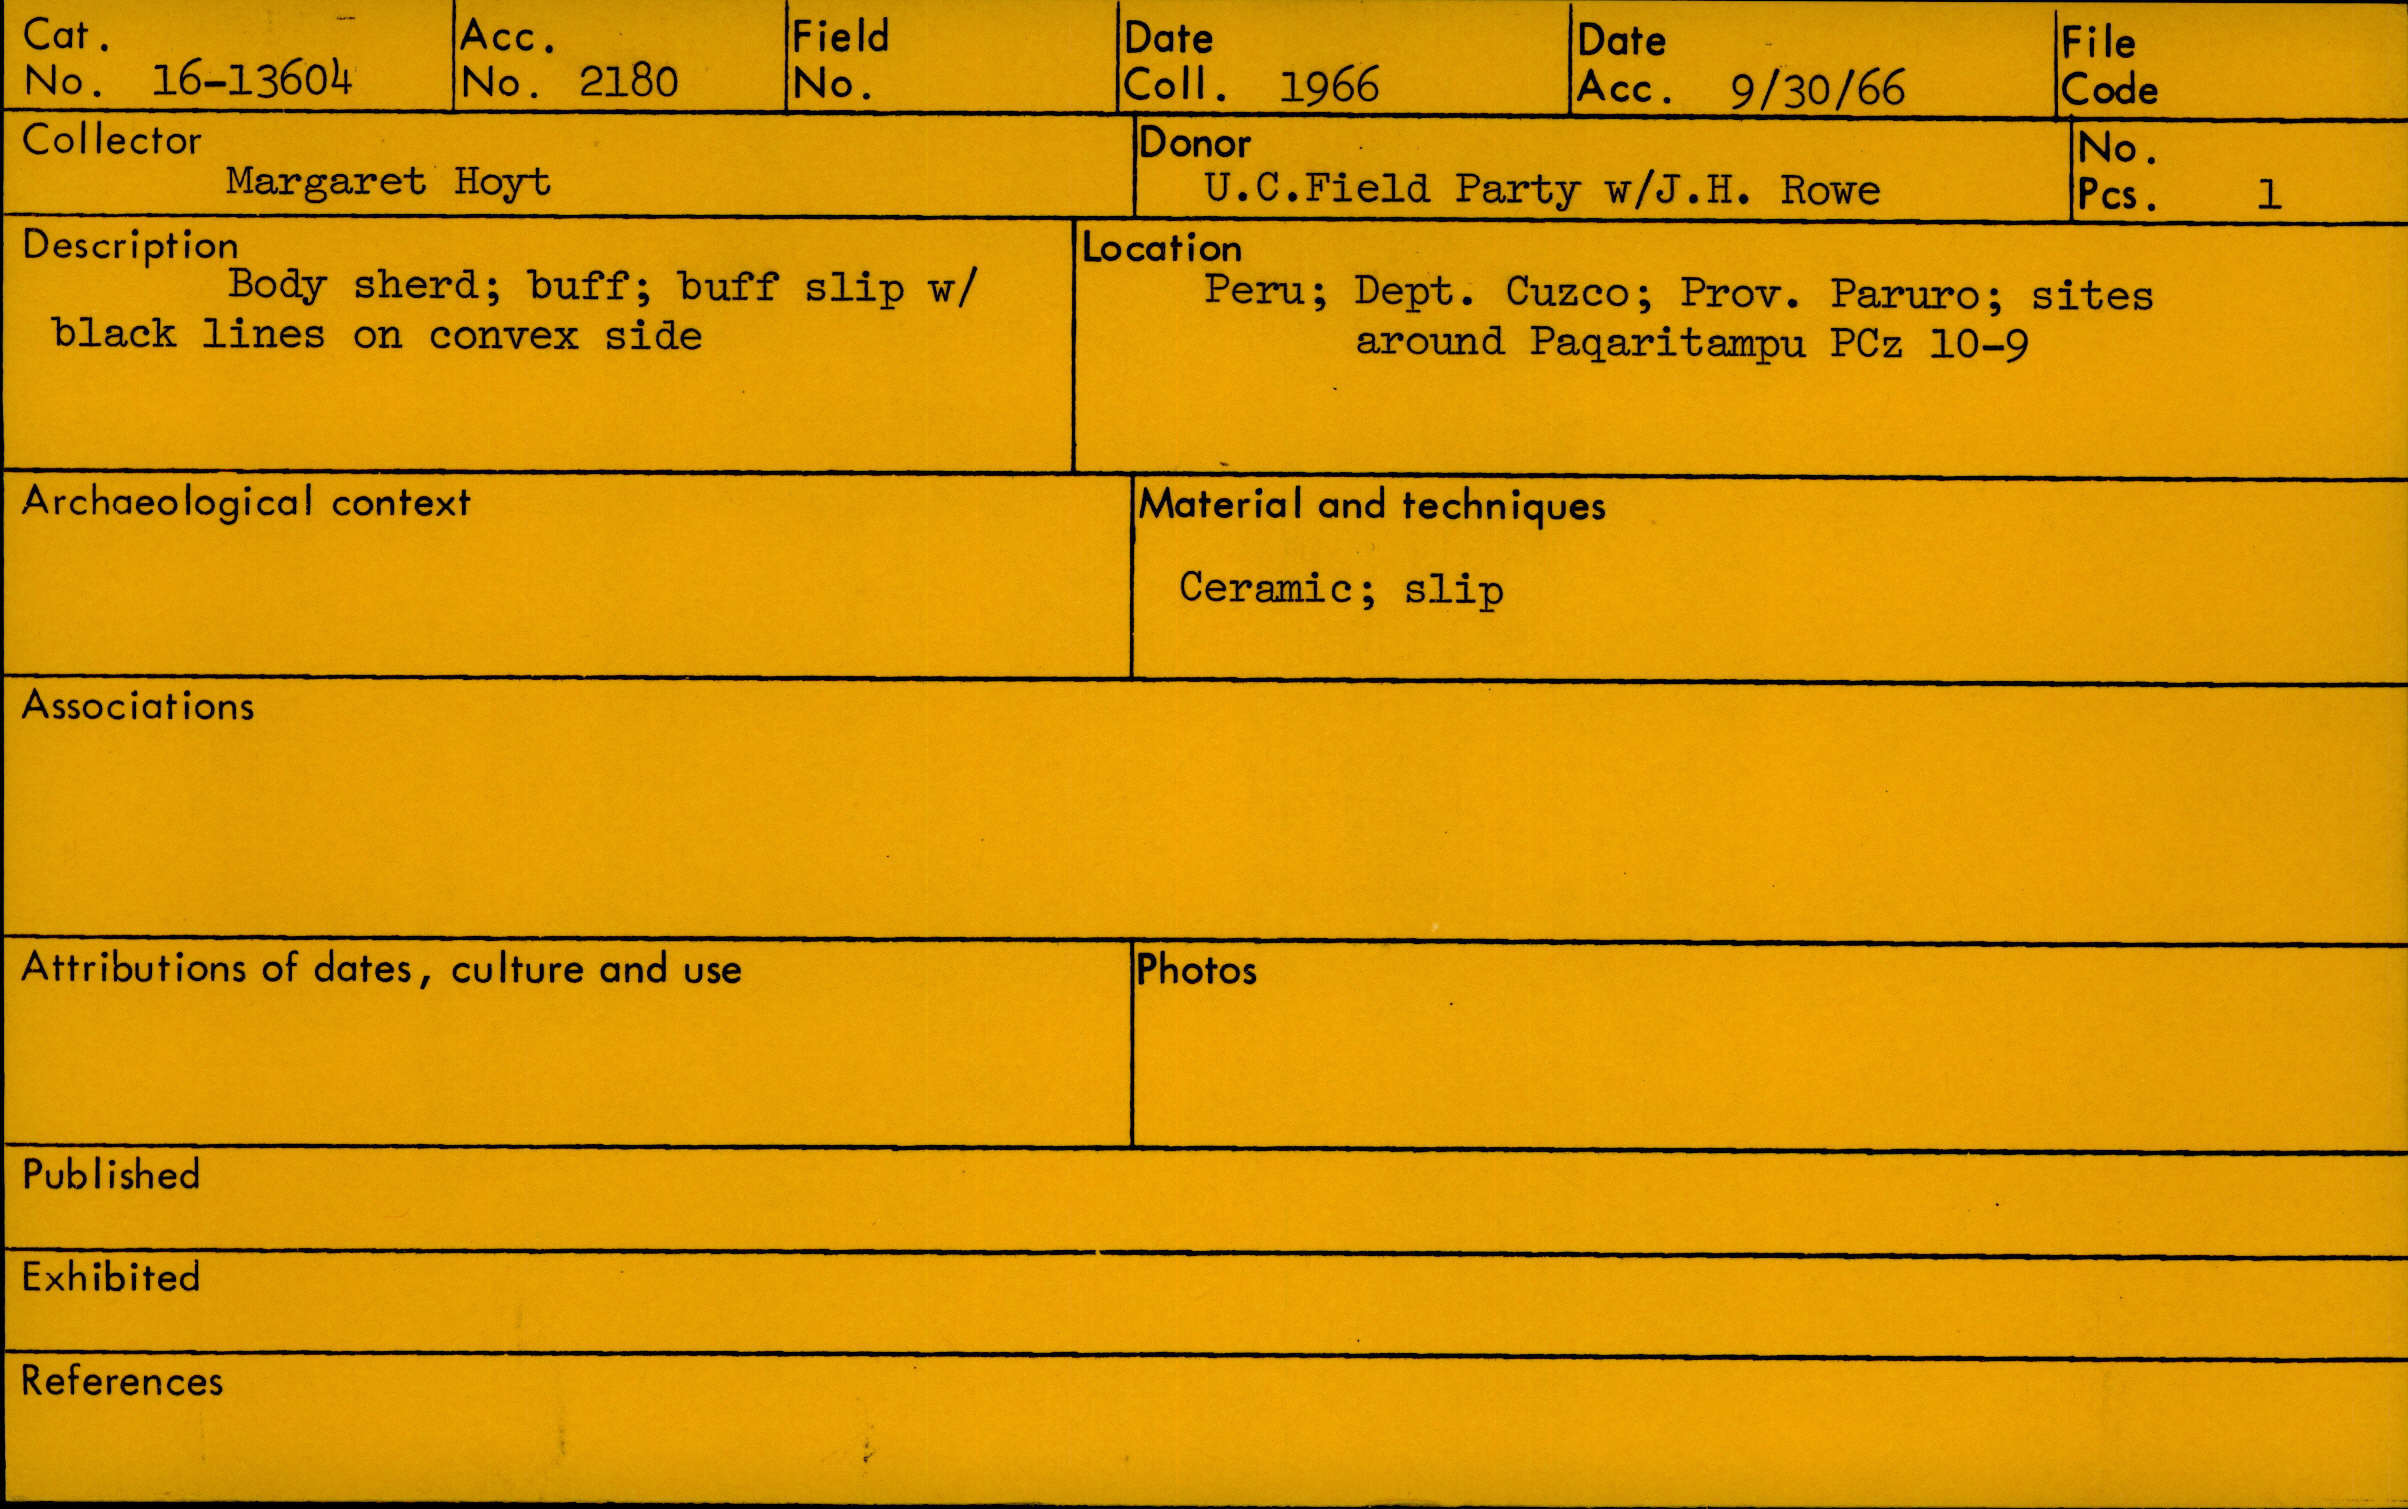 Cat. No. 16-13604
Acc. No. 2180
Field No.
Date Coll. 1966
Date Acc. 9/30/66
File Code
Collector
Margaret Hoyt
Donor
U.C.Field Party w/J.H. Rowe
No. Pcs. 1
Description
Body sherd; buff; buff slip w/
black lines on convex side
Location
Peru; Dept. Cuzco; Prov. Paruro; sites
around Paqaritampu PCz 10-9
Archaeological context
Material and techniques
Ceramic; slip
Associations
Attributions of dates, culture and use
Photos
Published
Exhibited
References